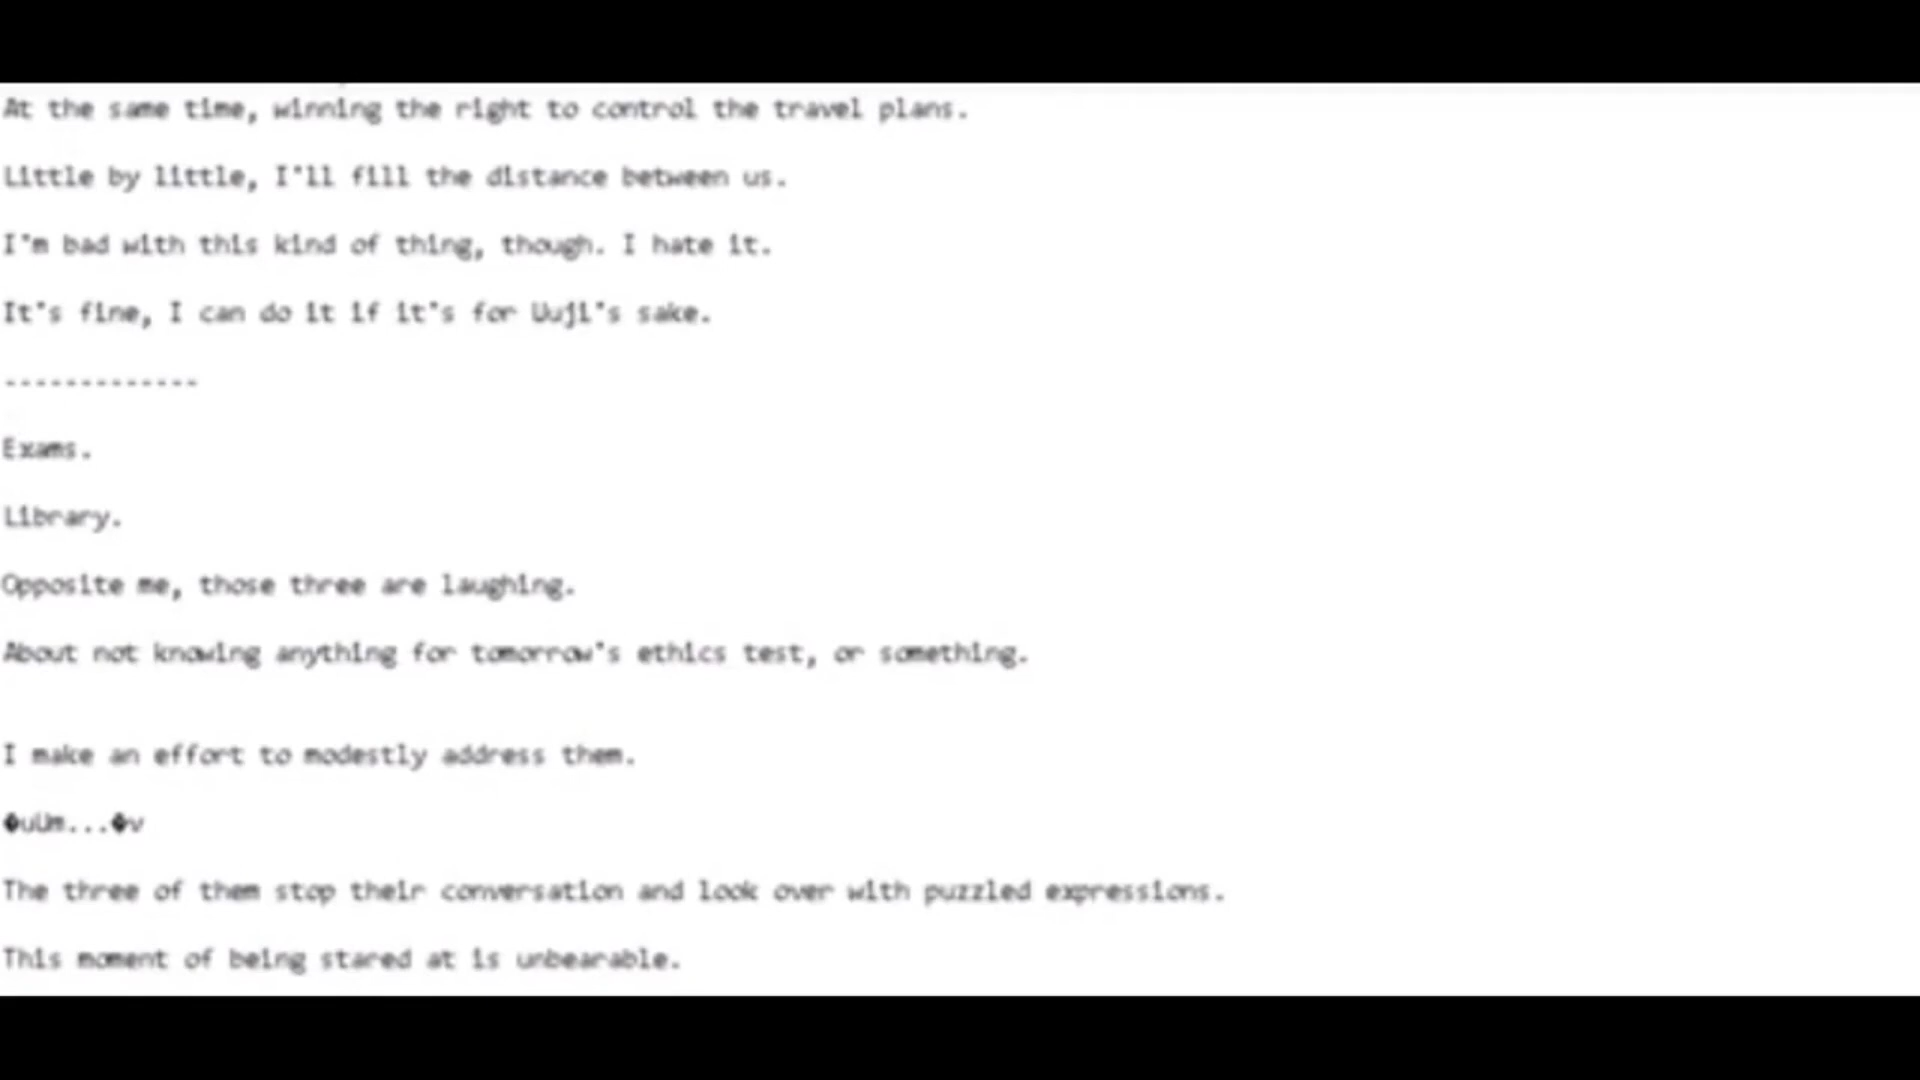 At the same time, winning the right to control the travel plans.
Little by little, I'll fill the distance between us.
I'm bad with this kind of thing, though. I hate it.
It's fine, I can do it if it's for Uuji's sake.
-------------
Exams.
Library.
Opposite me, those three are laughing.
About not knowing anything for tomorrow's ethics test, or something.
I make an effort to modestly address them.
�uUm...�v
The three of them stop their conversation and look over with puzzled expressions.
This moment of being stared at is unbearable.